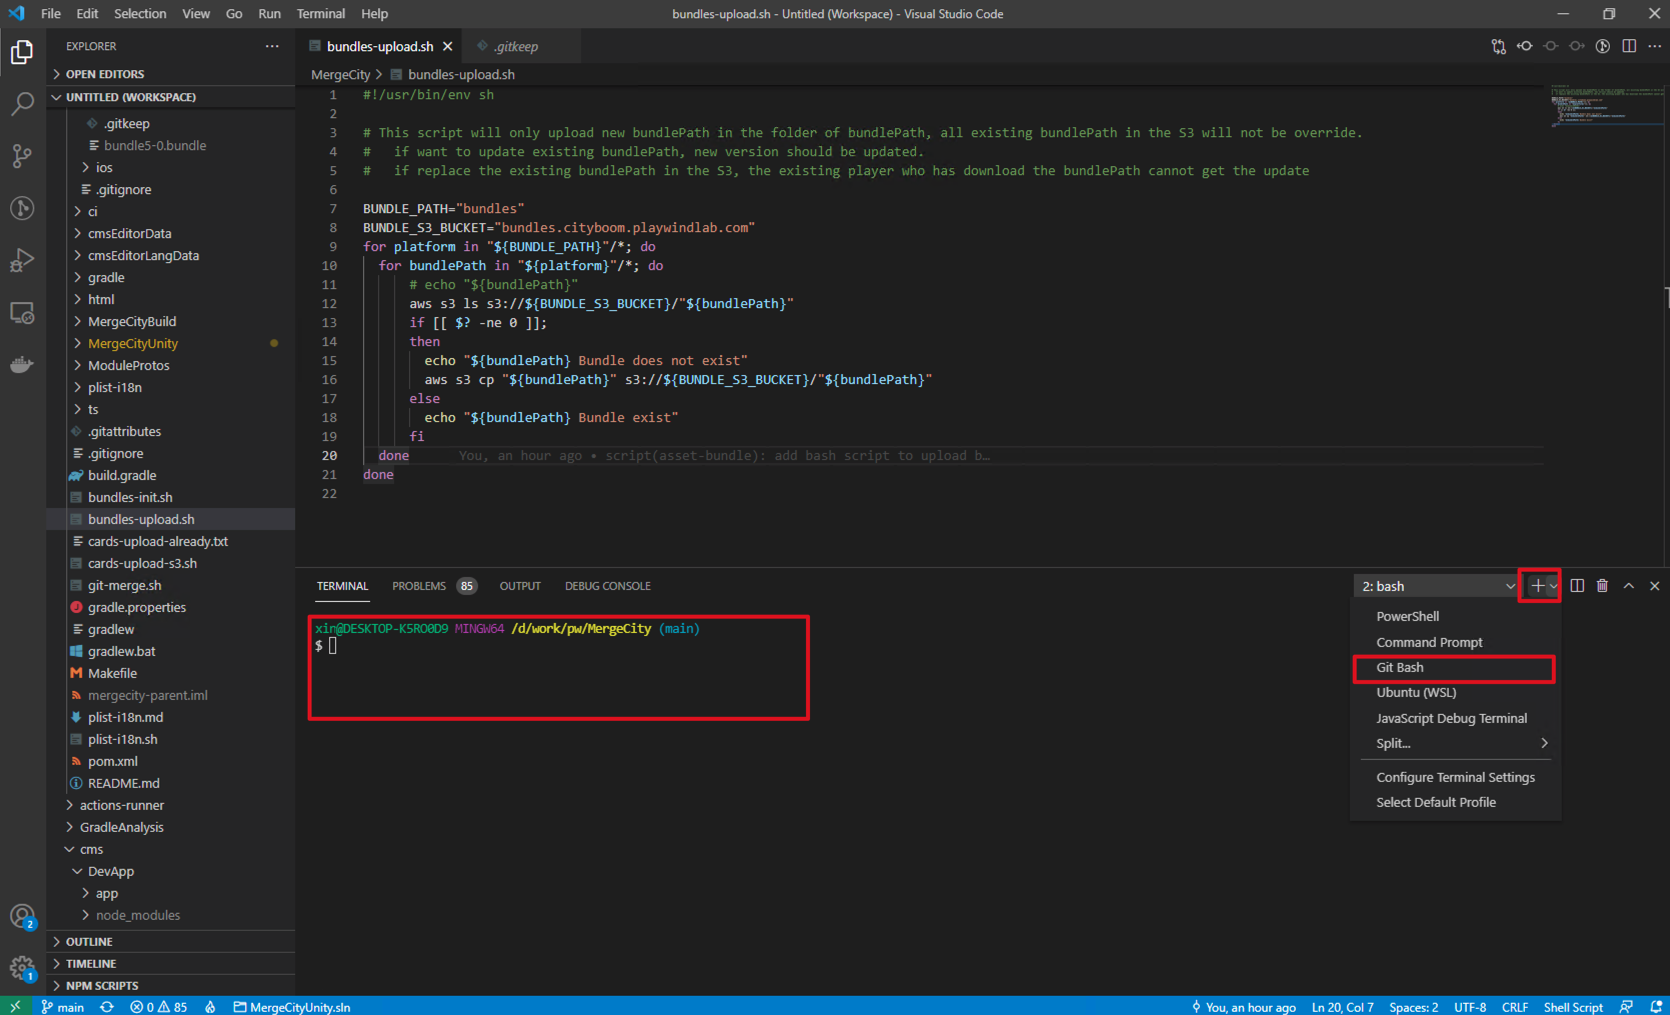 File Edit Selection View Go Run Terminal Help
bundles-upload.sh - Untitled (Workspace) - Visual Studio Code
EXPLORER
OPEN EDITORS
UNTITLED (WORKSPACE)
.gitkeep
bundle5-0.bundle
ios
.gitignore
ci
cmsEditorData
cmsEditorLangData
gradle
html
MergeCityBuild
MergeCityUnity
ModuleProtos
plist-i18n
ts
.gitattributes
.gitignore
build.gradle
bundles-init.sh
bundles-upload.sh
cards-upload-already.txt
cards-upload-s3.sh
git-merge.sh
gradle.properties
gradlew
gradlew.bat
Makefile
mergecity-parent.iml
plist-i18n.md
plist-i18n.sh
pom.xml
README.md
actions-runner
GradleAnalysis
cms
DevApp
app
node_modules
OUTLINE
TIMELINE
NPM SCRIPTS
2
1
bundles-upload.sh .gitkeep
MergeCity > bundles-upload.sh
1 #!/usr/bin/env sh
2
3 # This script will only upload new bundlePath in the folder of bundlePath, all existing bundlePath in the S3 will not be override.
4 #   if want to update existing bundlePath, new version should be updated.
5 #   if replace the existing bundlePath in the S3, the existing player who has download the bundlePath cannot get the update
6
7 BUNDLE_PATH="bundles"
8 BUNDLE_S3_BUCKET="bundles.cityboom.playwindlab.com"
9 for platform in "${BUNDLE_PATH}"/*; do
10   for bundlePath in "${platform}"/*; do
11       # echo "${bundlePath}"
12       aws s3 ls s3://${BUNDLE_S3_BUCKET}/"${bundlePath}"
13       if [[ $? -ne 0 ]];
14       then
15         echo "${bundlePath} Bundle does not exist"
16         aws s3 cp "${bundlePath}" s3://${BUNDLE_S3_BUCKET}/"${bundlePath}"
17       else
18         echo "${bundlePath} Bundle exist"
19       fi
20   done You, an hour ago • script(asset-bundle): add bash script to upload b…
21 done
22
TERMINAL PROBLEMS 85 OUTPUT DEBUG CONSOLE
2: bash
xin@DESKTOP-K5RO0D9 MINGW64 /d/work/pw/MergeCity (main)
$
PowerShell
Command Prompt
Git Bash
Ubuntu (WSL)
JavaScript Debug Terminal
Split...
Configure Terminal Settings
Select Default Profile
main 0 85 MergeCityUnity.sln
You, an hour ago Ln 20, Col 7 Spaces: 2 UTF-8 CRLF Shell Script